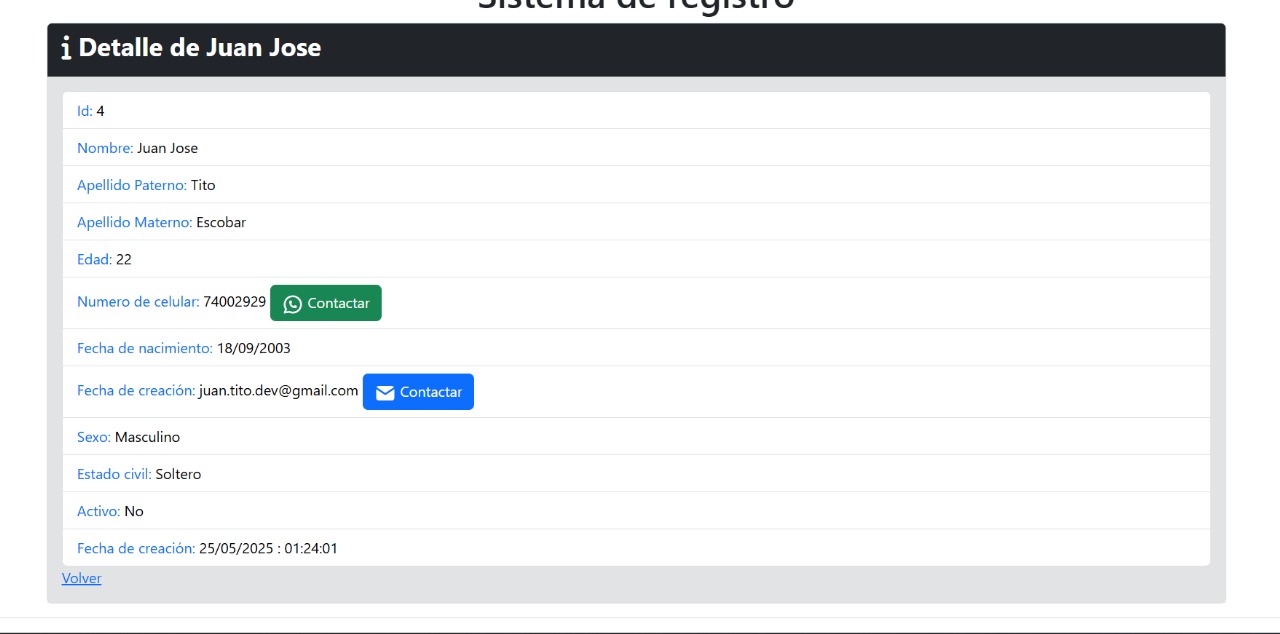 Sistema de registro
Detalle de Juan Jose
Id: 4
Nombre: Juan Jose
Apellido Paterno: Tito
Apellido Materno: Escobar
Edad: 22
Numero de celular: 74002929 Contactar
Fecha de nacimiento: 18/09/2003
Fecha de creación: juan.tito.dev@gmail.com Contactar
Sexo: Masculino
Estado civil: Soltero
Activo: No
Fecha de creación: 25/05/2025 : 01:24:01
Volver